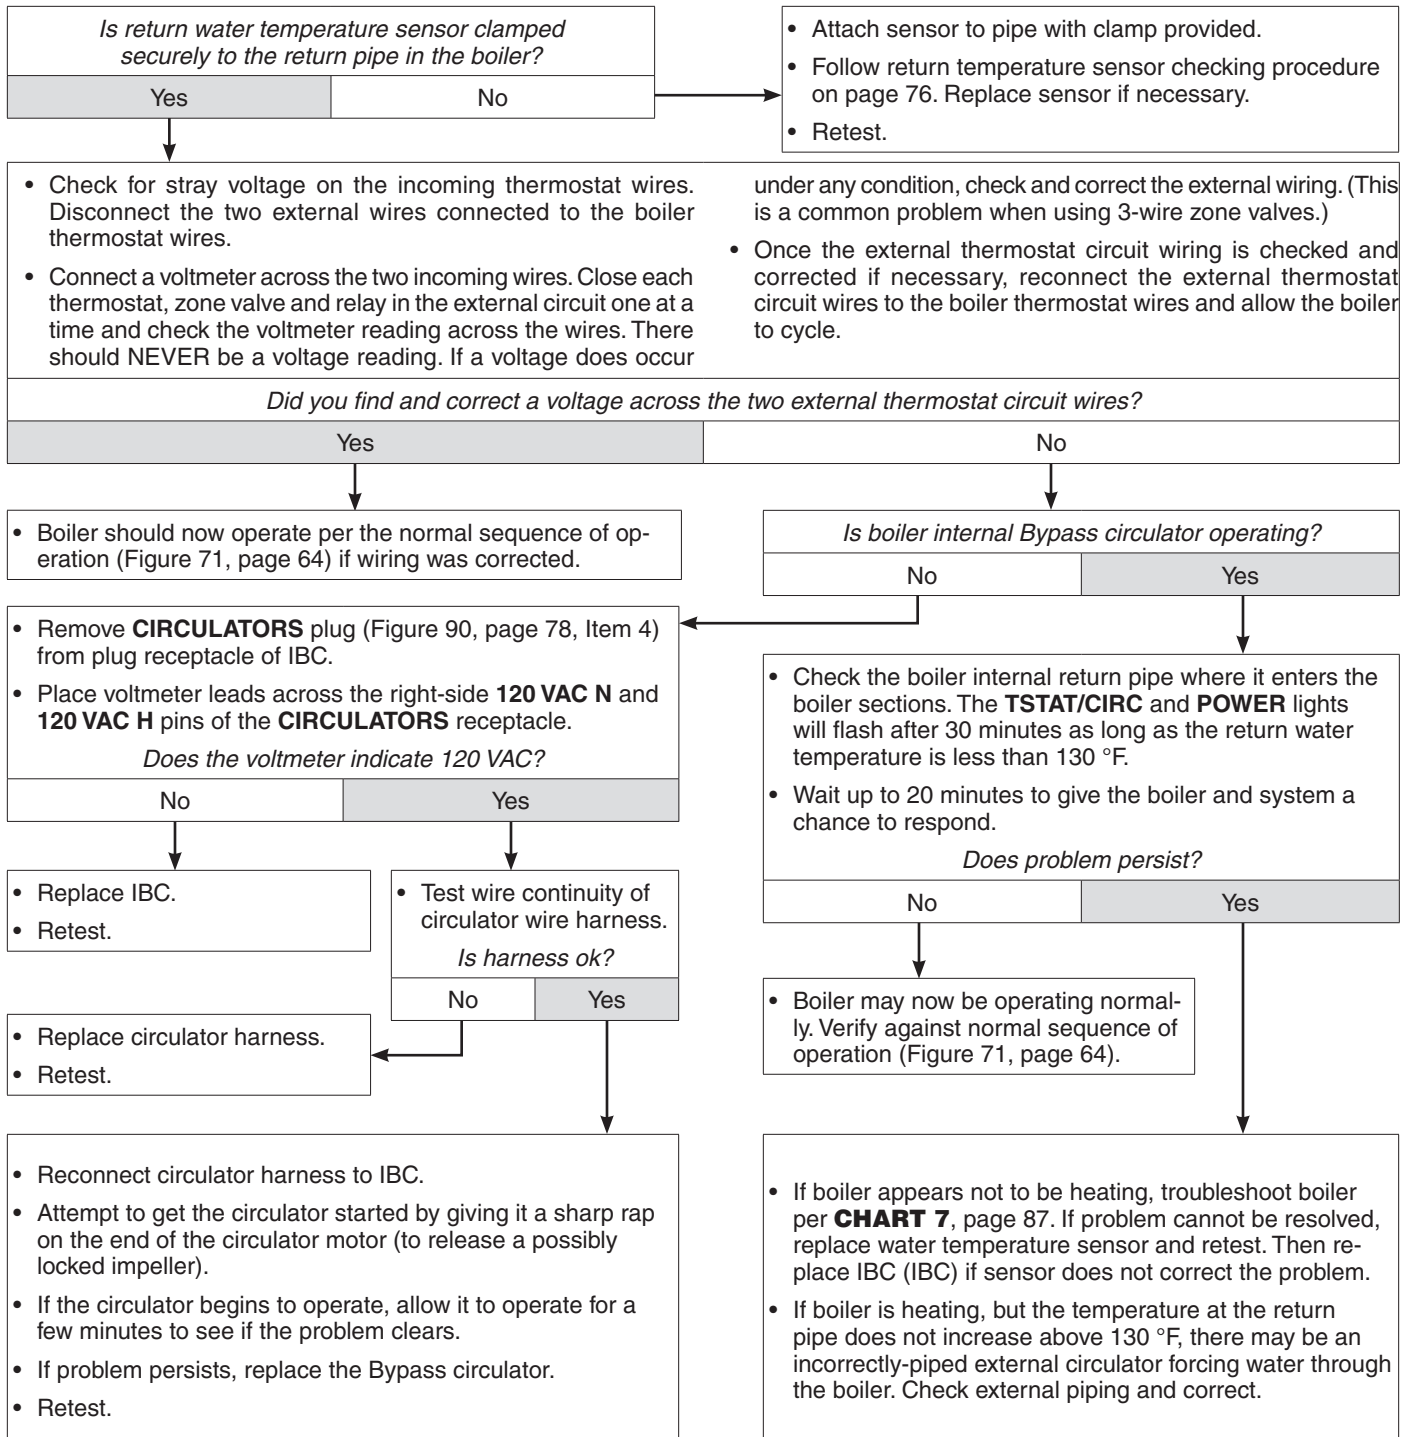 Is return water temperature sensor clamped
securely to the return pipe in the boiler?
Yes
No
• Attach sensor to pipe with clamp provided.
• Follow return temperature sensor checking procedure
on page 76. Replace sensor if necessary.
• Retest.
• Check for stray voltage on the incoming thermostat wires.
Disconnect the two external wires connected to the boiler
thermostat wires.
• Connect a voltmeter across the two incoming wires. Close each
thermostat, zone valve and relay in the external circuit one at a
time and check the voltmeter reading across the wires. There
should NEVER be a voltage reading. If a voltage does occur
under any condition, check and correct the external wiring. (This
is a common problem when using 3-wire zone valves.)
• Once the external thermostat circuit wiring is checked and
corrected if necessary, reconnect the external thermostat
circuit wires to the boiler thermostat wires and allow the boiler
to cycle.
Did you find and correct a voltage across the two external thermostat circuit wires?
Yes
No
• Boiler should now operate per the normal sequence of op-
eration (Figure 71, page 64) if wiring was corrected.
Is boiler internal Bypass circulator operating?
No
Yes
• Remove CIRCULATORS plug (Figure 90, page 78, Item 4)
from plug receptacle of IBC.
• Place voltmeter leads across the right-side 120 VAC N and
120 VAC H pins of the CIRCULATORS receptacle.
Does the voltmeter indicate 120 VAC?
No
Yes
• Replace IBC.
• Retest.
• Test wire continuity of
circulator wire harness.
Is harness ok?
No
Yes
• Replace circulator harness.
• Retest.
• Reconnect circulator harness to IBC.
• Attempt to get the circulator started by giving it a sharp rap
on the end of the circulator motor (to release a possibly
locked impeller).
• If the circulator begins to operate, allow it to operate for a
few minutes to see if the problem clears.
• If problem persists, replace the Bypass circulator.
• Retest.
• Check the boiler internal return pipe where it enters the
boiler sections. The TSTAT/CIRC and POWER lights
will flash after 30 minutes as long as the return water
temperature is less than 130 °F.
• Wait up to 20 minutes to give the boiler and system a
chance to respond.
Does problem persist?
No
Yes
• Boiler may now be operating normal-
ly. Verify against normal sequence of
operation (Figure 71, page 64).
• If boiler appears not to be heating, troubleshoot boiler
per CHART 7, page 87. If problem cannot be resolved,
replace water temperature sensor and retest. Then re-
place IBC (IBC) if sensor does not correct the problem.
• If boiler is heating, but the temperature at the return
pipe does not increase above 130 °F, there may be an
incorrectly-piped external circulator forcing water through
the boiler. Check external piping and correct.